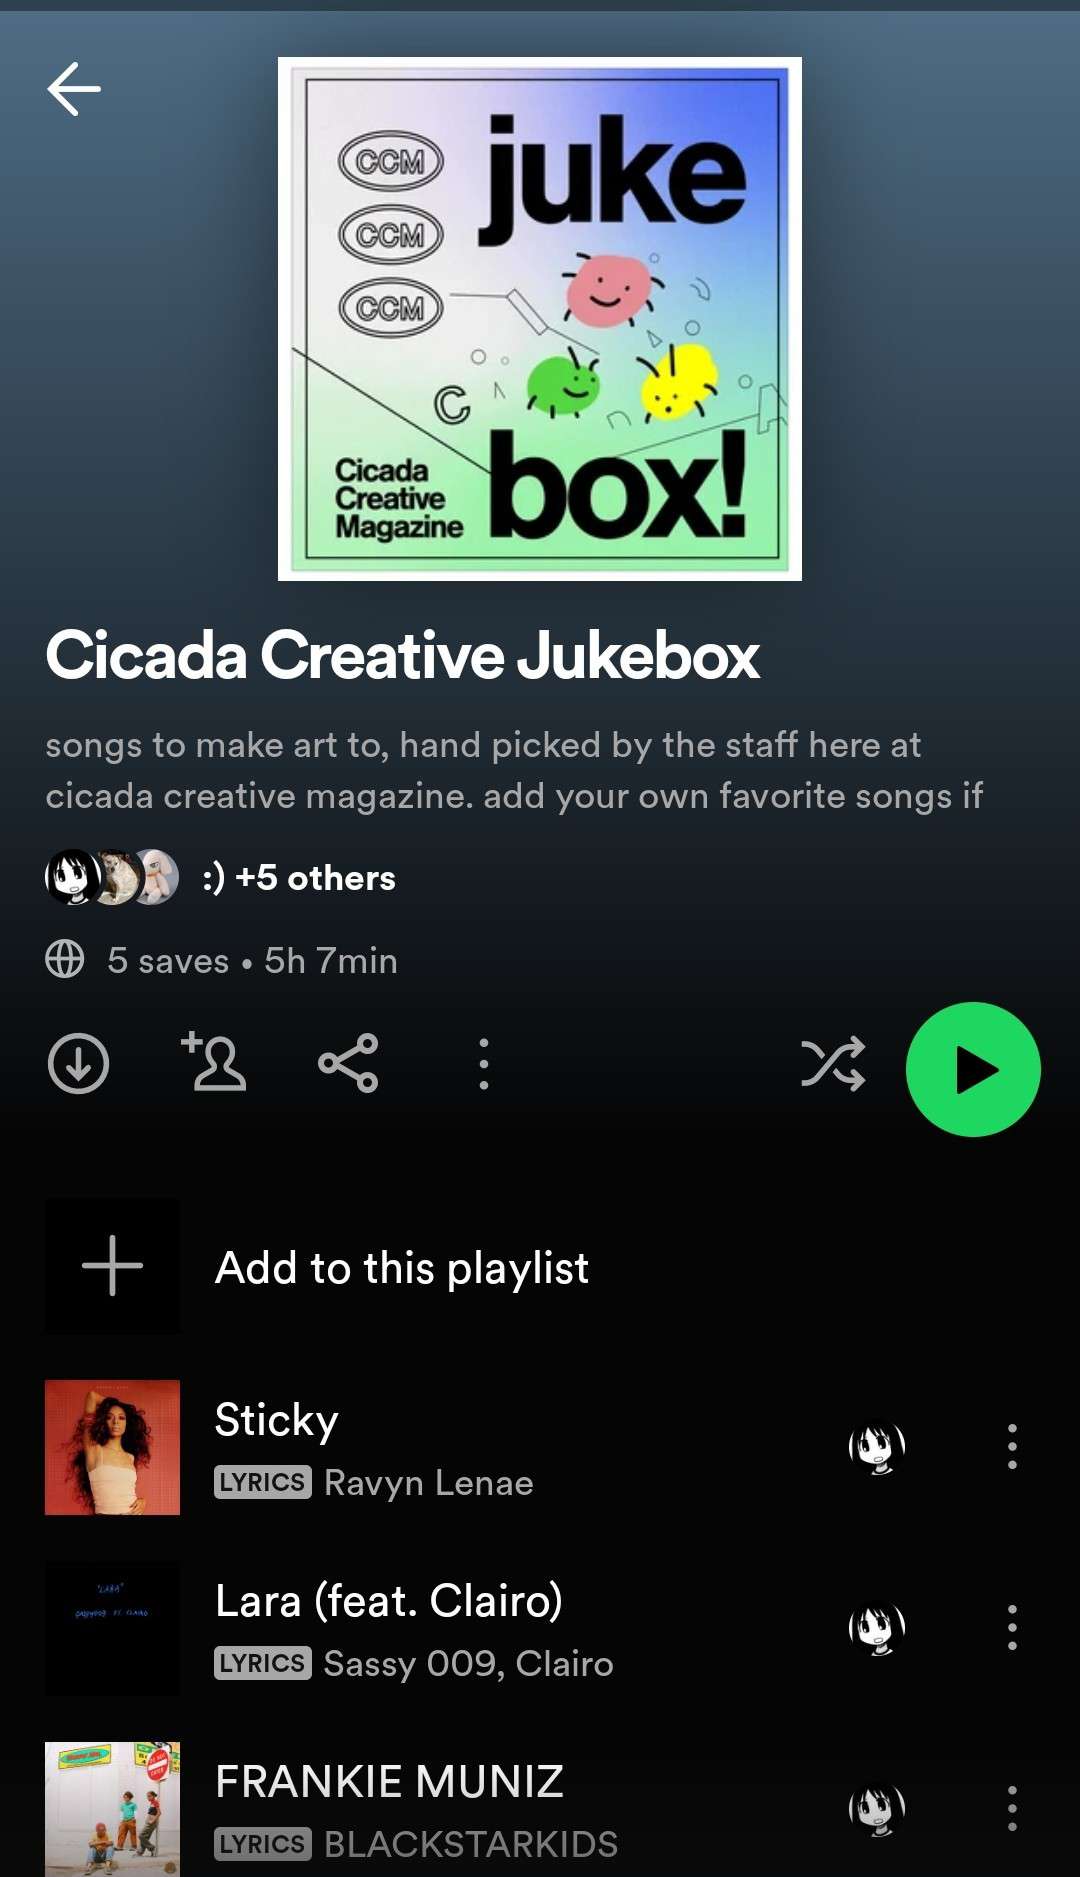 juke
CCM
CCM
CCM
C
A
box!
Cicada
Creative
Magazine
Cicada Creative Jukebox
songs to make art to, hand picked by the staff here at
cicada creative magazine. add your own favorite songs if
:) +5 others
5 saves • 5h 7min
Add to this playlist
Sticky
LYRICS Ravyn Lenae
"LARA"
Lara (feat. Clairo)
LYRICS Sassy 009, Clairo
FRANKIE MUNIZ
LYRICS BLACKSTARKIDS